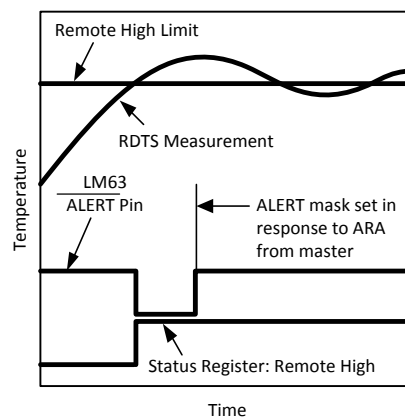 Remote High Limit
RDTS Measurement
Temperature
LM63
ALERT Pin
ALERT mask set in
response to ARA
from master
Status Register: Remote High
Time